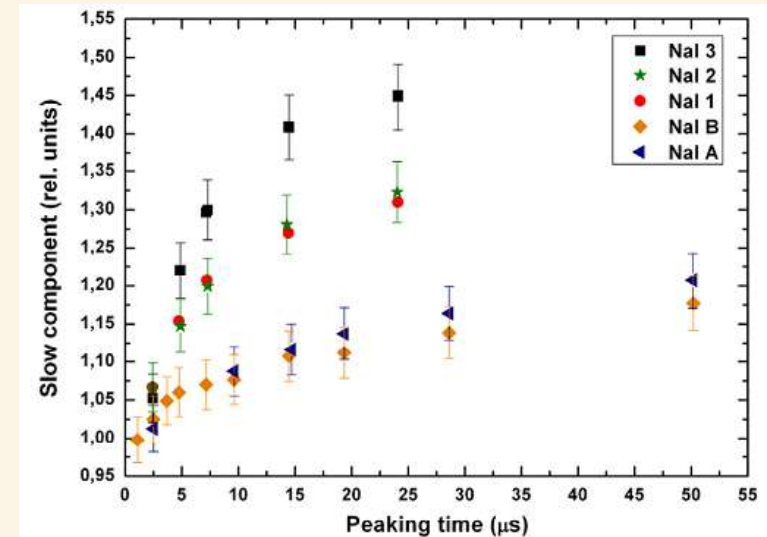 1,55
1,50
1,45
1,40
1,35
1,30
1,25
1,20
1,15
1,10
1,05
1,00
0,95
Slow component (rel. units)
NaI 3
NaI 2
NaI 1
NaI B
NaI A
0 5 10 15 20 25 30 35 40 45 50 55
Peaking time (μs)